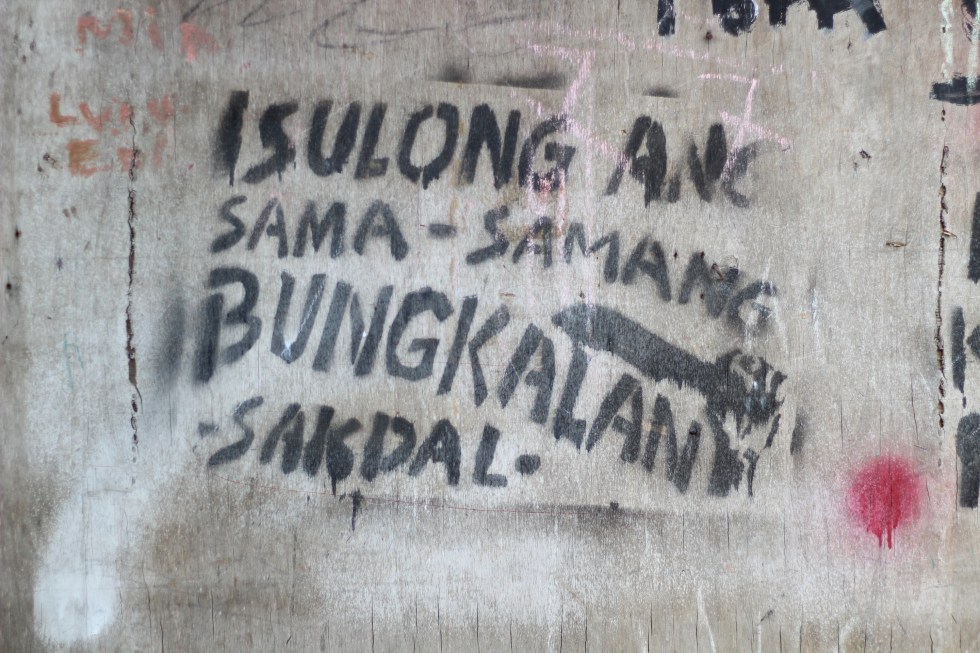 ISULONG ANG
SAMA-SAMANG
BUNGKALAN
-SAKDAL-